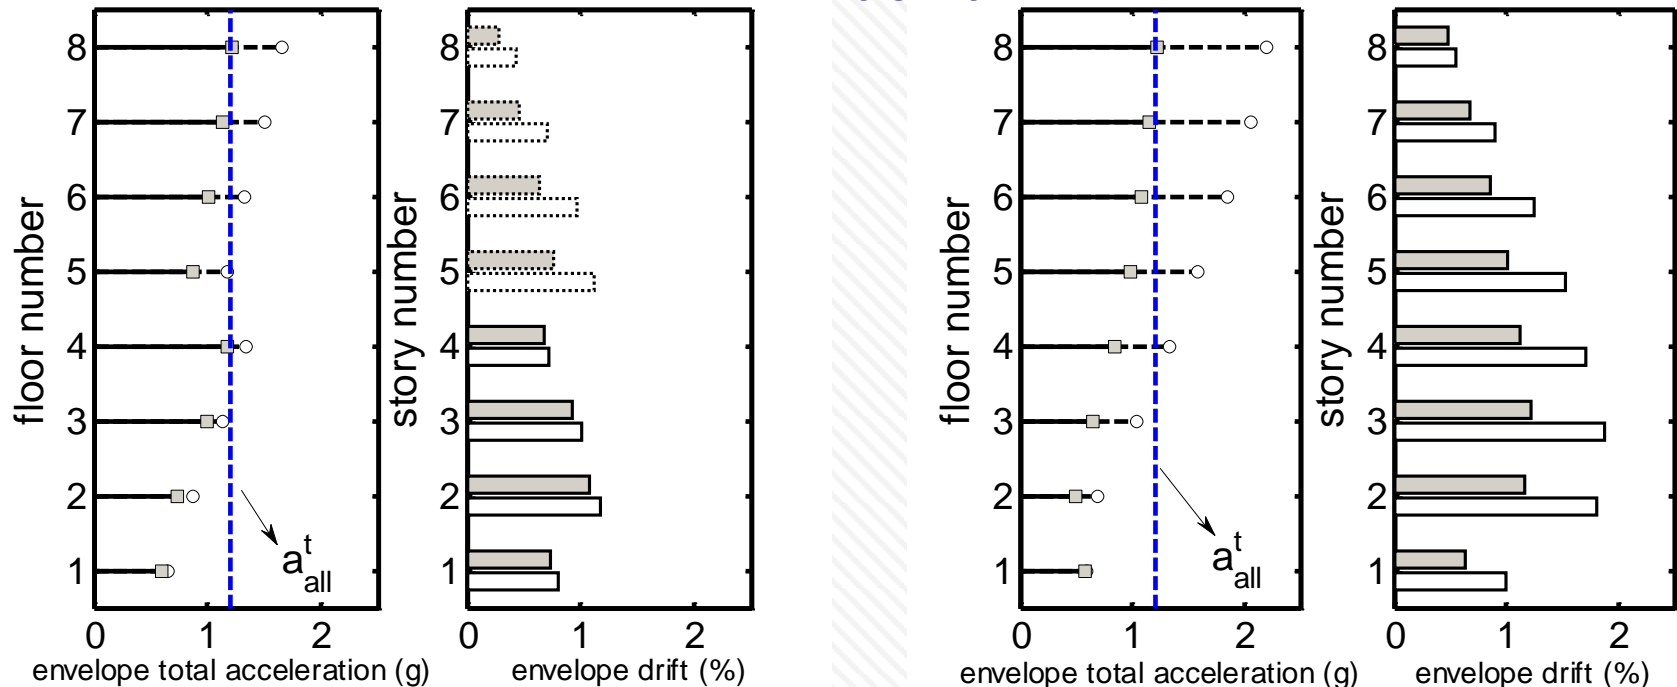 floor number
8
7
6
5
4
3
2
1
a^t_all
0 1 2
envelope total acceleration (g)
story number
8
7
6
5
4
3
2
1
0 1 2
envelope drift (%)
floor number
8
7
6
5
4
3
2
1
a^t_all
0 1 2
envelope total acceleration (g)
story number
8
7
6
5
4
3
2
1
0 1 2
envelope drift (%)